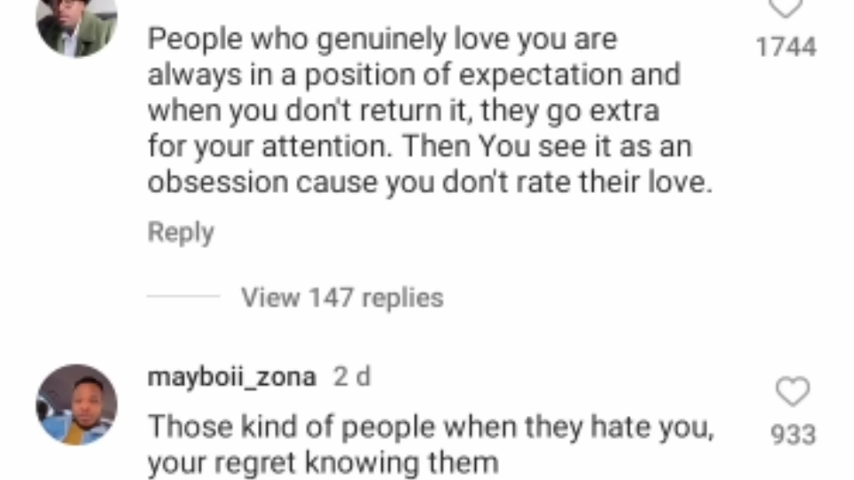 People who genuinely love you are
1744
always in a position of expectation and
when you don't return it, they go extra
for your attention. Then You see it as an
obsession cause you don't rate their love.
Reply
View 147 replies
mayboii_zona 2 d
Those kind of people when they hate you,
933
your regret knowing them